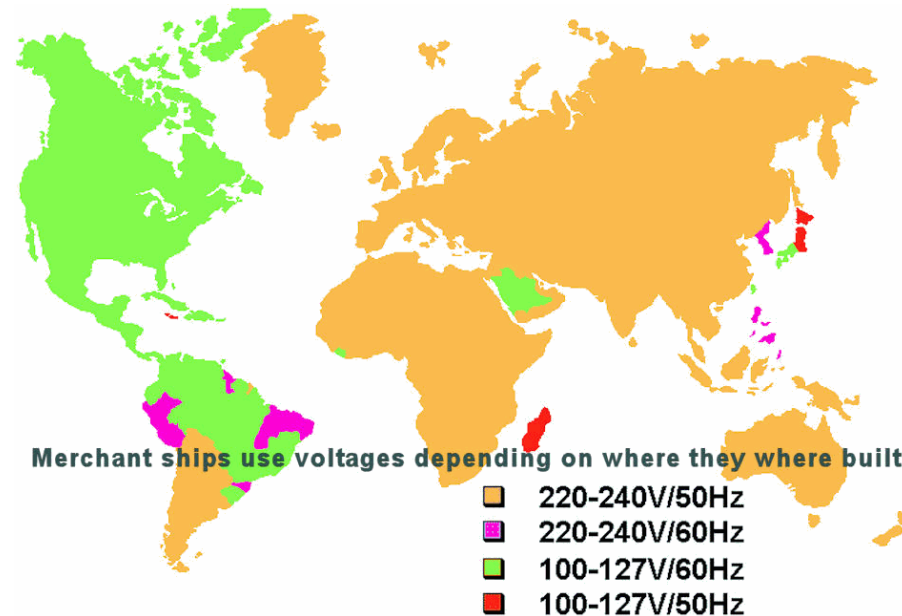 Merchant ships use voltages depending on where they where built
220-240V/50Hz
220-240V/60Hz
100-127V/60Hz
100-127V/50Hz